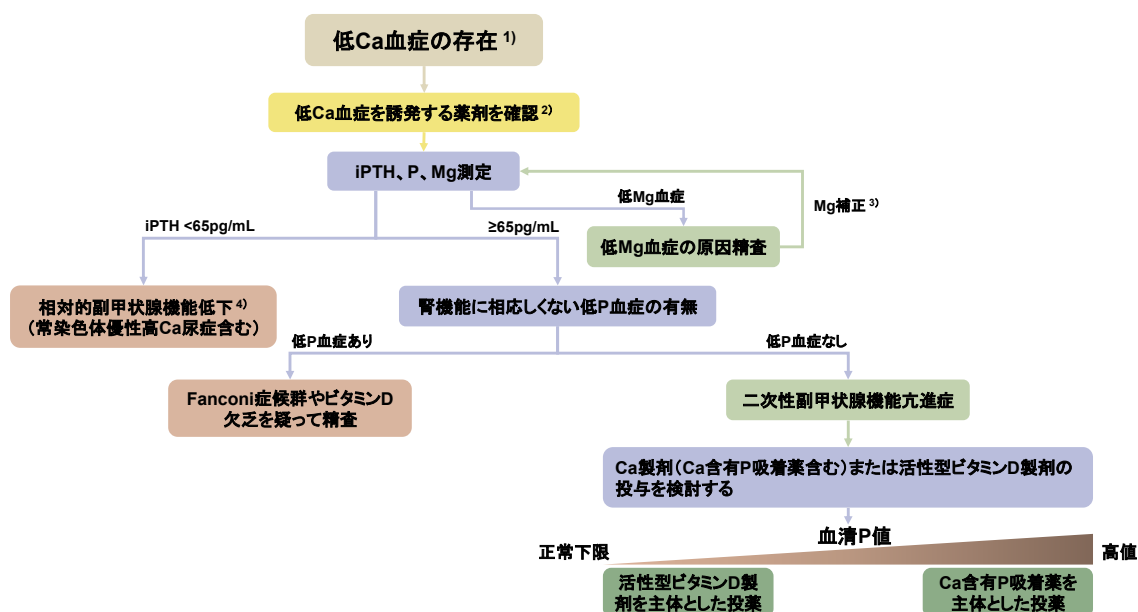 低Ca血症の存在 1)
低Ca血症を誘発する薬剤を確認 2)
iPTH、P、Mg測定
低Mg血症
Mg補正 3)
iPTH <65pg/mL
≥65pg/mL
低Mg血症の原因精査
相対的副甲状腺機能低下 4)
（常染色体優性高Ca尿症含む）
腎機能に相応しくない低P血症の有無
低P血症あり
低P血症なし
Fanconi症候群やビタミンD
欠乏を疑って精査
二次性副甲状腺機能亢進症
Ca製剤（Ca含有P吸着薬含む）または活性型ビタミンD製剤の
投与を検討する
血清P値
正常下限
高値
活性型ビタミンD製
剤を主体とした投薬
Ca含有P吸着薬を
主体とした投薬